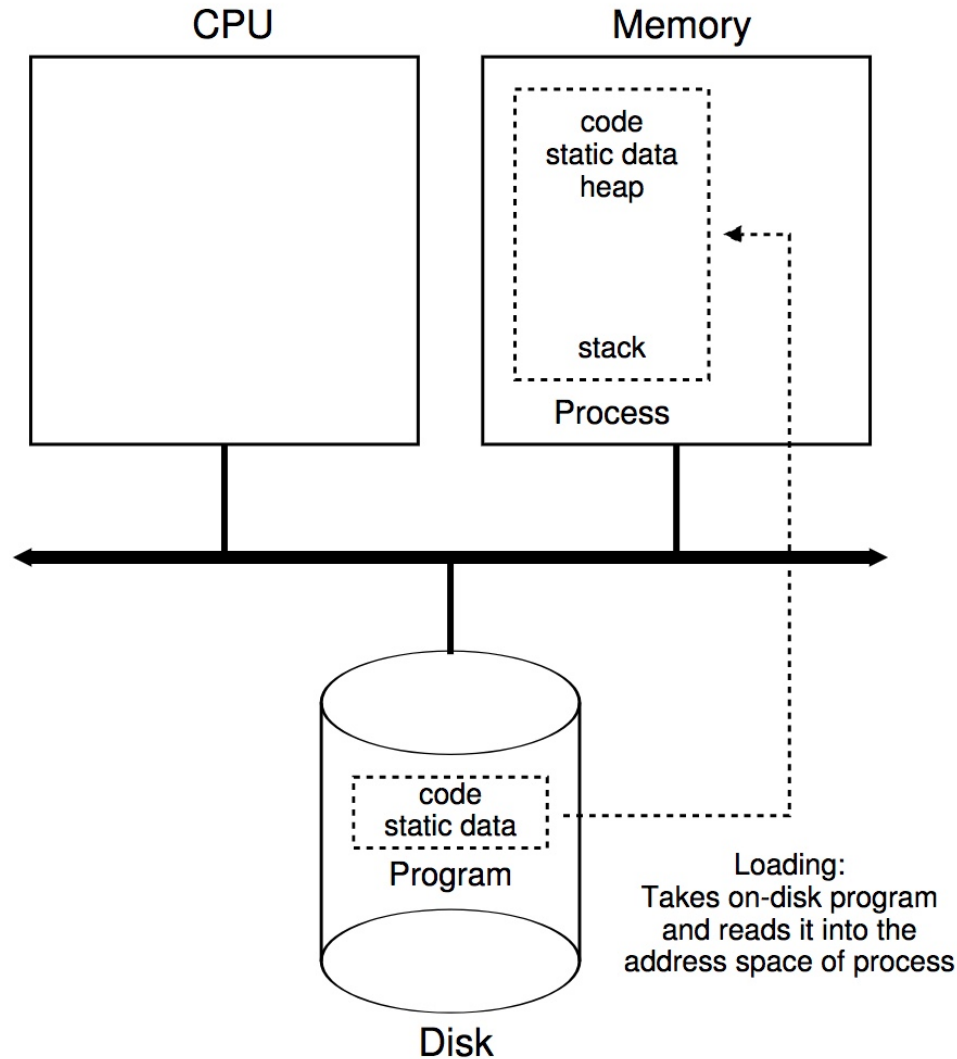 CPU
Memory
code
static data
heap
stack
Process
code
static data
Program
Loading:
Takes on-disk program
and reads it into the
address space of process
Disk